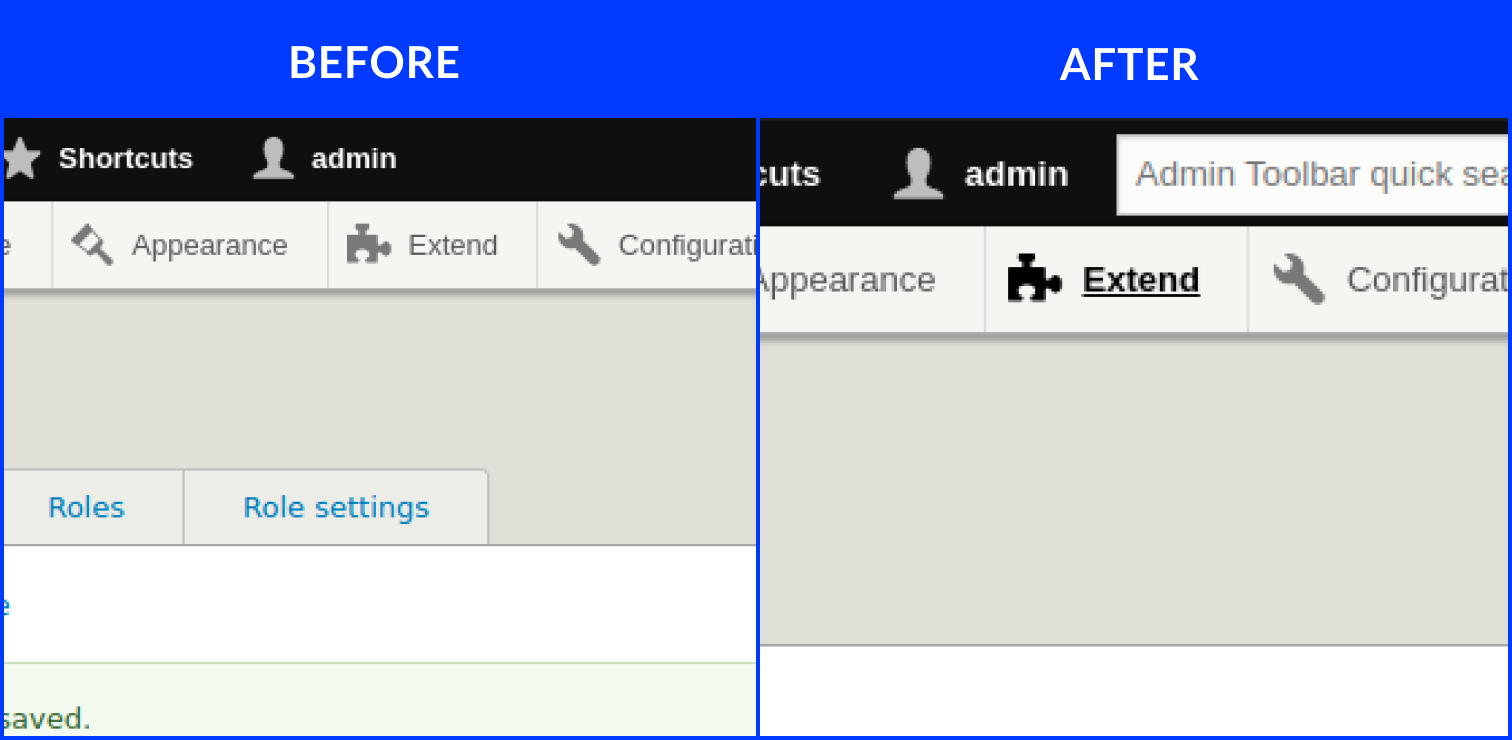 BEFORE
Shortcuts admin
e Appearance Extend Configurati
Roles Role settings
e
saved.
AFTER
cuts admin Admin Toolbar quick sea
Appearance Extend Configurat